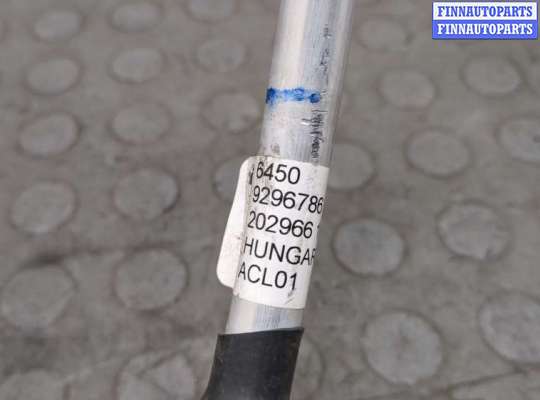 FINNAUTOPARTS
FINNAUTOPARTS
6450
9296786
202966
HUNGAR
ACL01